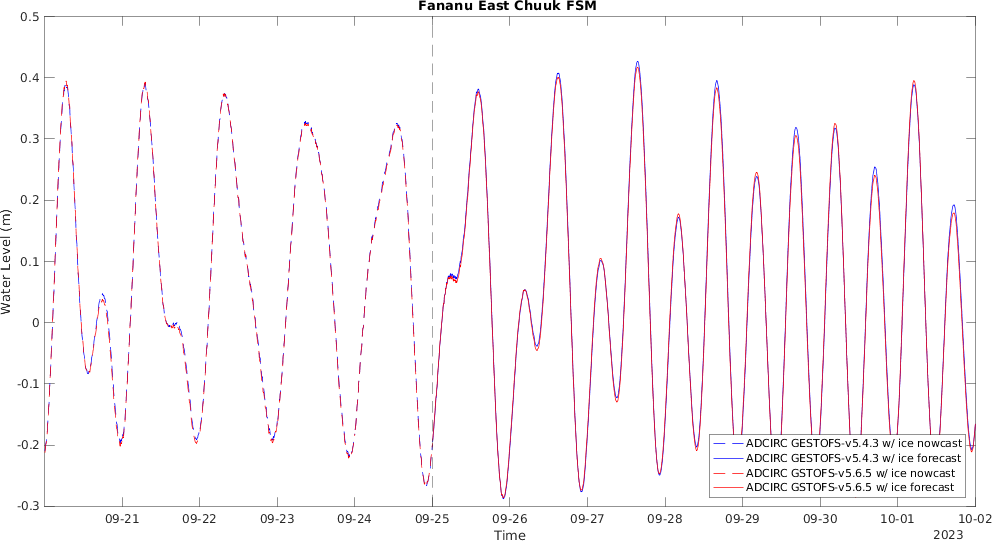 Fananu East Chuuk FSM
Water Level (m)
0.5
0.4
0.3
0.2
0.1
0
-0.1
-0.2
-0.3
ADCIRC GESTOFS-v5.4.3 w/ ice nowcast
ADCIRC GESTOFS-v5.4.3 w/ ice forecast
ADCIRC GSTOFS-v5.6.5 w/ ice nowcast
ADCIRC GSTOFS-v5.6.5 w/ ice forecast
09-21 09-22 09-23 09-24 09-25 09-26 09-27 09-28 09-29 09-30 10-01 10-02
Time
2023